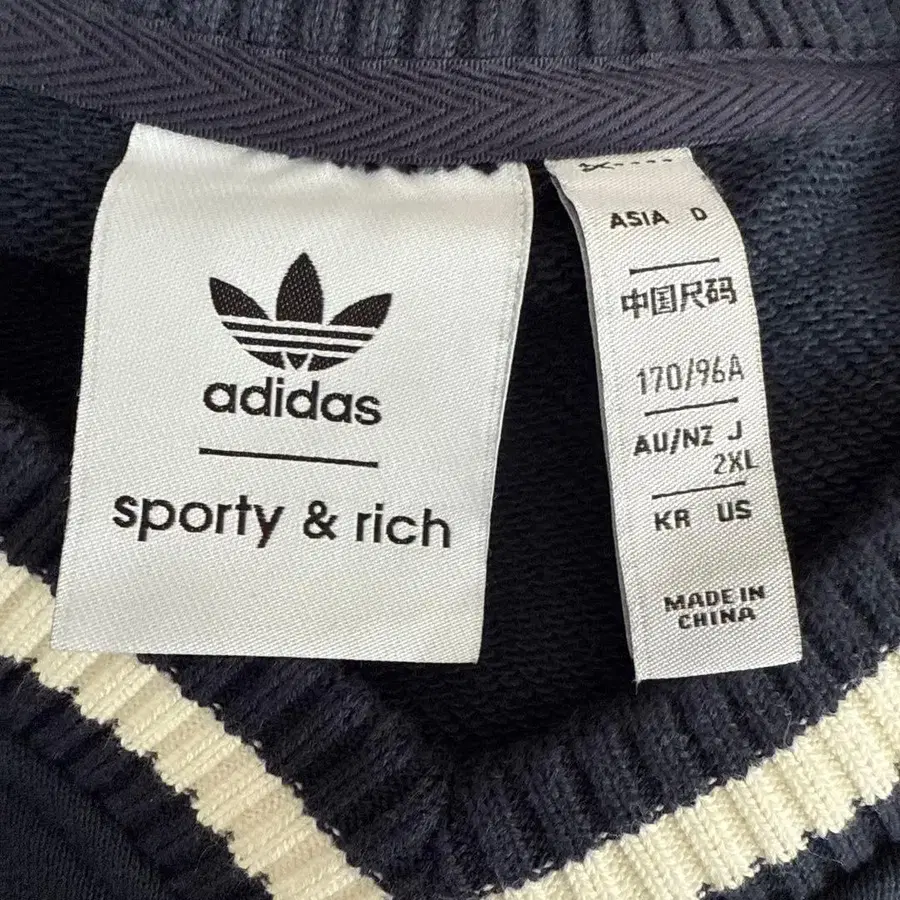 adidas
sporty & rich
ASIA D
中国尺码
170/96A
AU/NZ J
2XL
KR US
MADE IN
CHINA